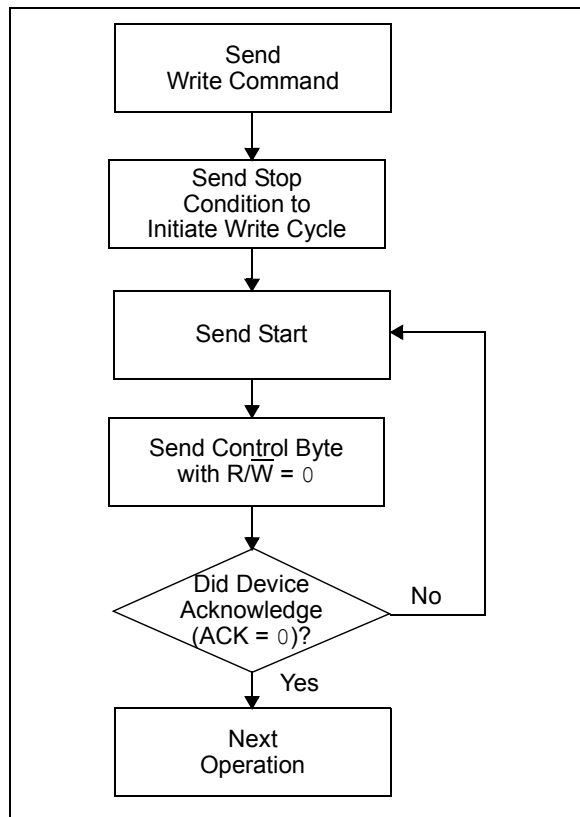 Send
Write Command
Send Stop
Condition to
Initiate Write Cycle
Send Start
Send Control Byte
with R/W̅ = 0
Did Device
Acknowledge
(ACK = 0)?
No
Yes
Next
Operation